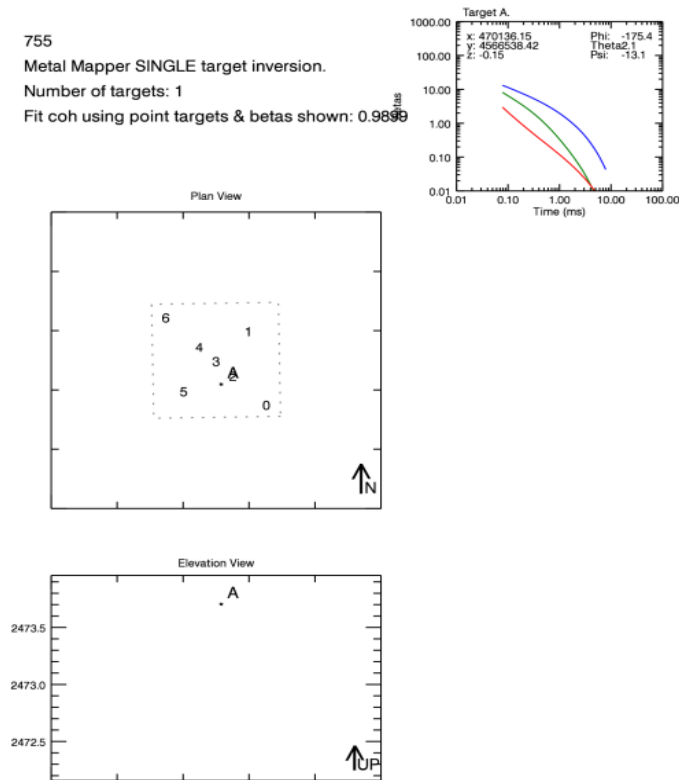 755
Metal Mapper SINGLE target inversion.
Number of targets: 1
Fit coh using point targets & betas shown: 0.9899
Target A.
1000.00
100.00
10.00
1.00
0.10
0.01
x: 470136.15
y: 4566538.42
z: -0.15
Phi: -175.4
Theta2.1
Psi: -13.1
0.01 0.10 1.00 10.00 100.00
Time (ms)
Plan View
6
1
4
3
A
2
5
0
N
Elevation View
A
2473.5
2473.0
2472.5
UP